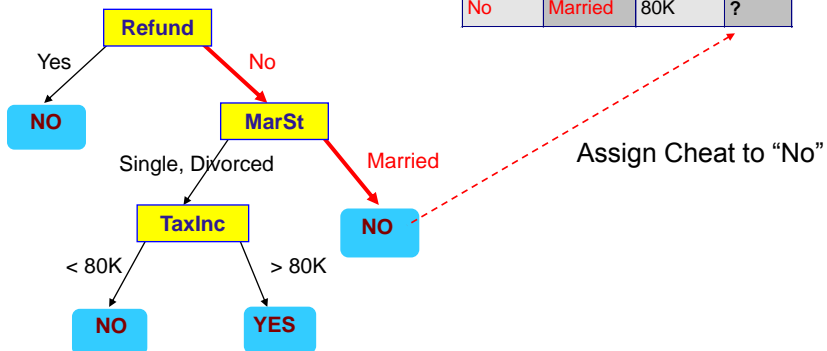 No Married 80K ?
Refund
Yes No
NO
MarSt
Single, Divorced Married
Assign Cheat to “No”
TaxInc
NO
< 80K > 80K
NO YES